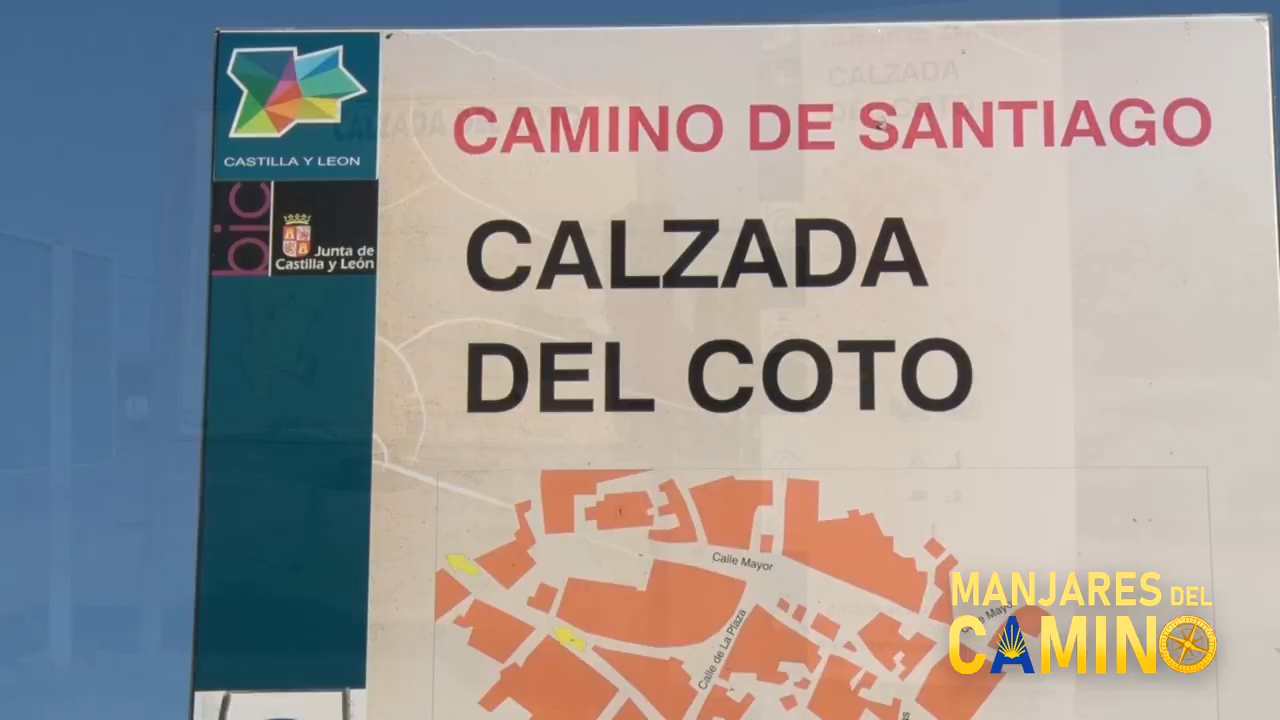 CASTILLA Y LEON
bic
Junta de
Castilla y León
CAMINO DE SANTIAGO
CALZADA
DEL COTO
Calle Mayor
Calle de La Plaza
MANJARES DEL
CAMINO